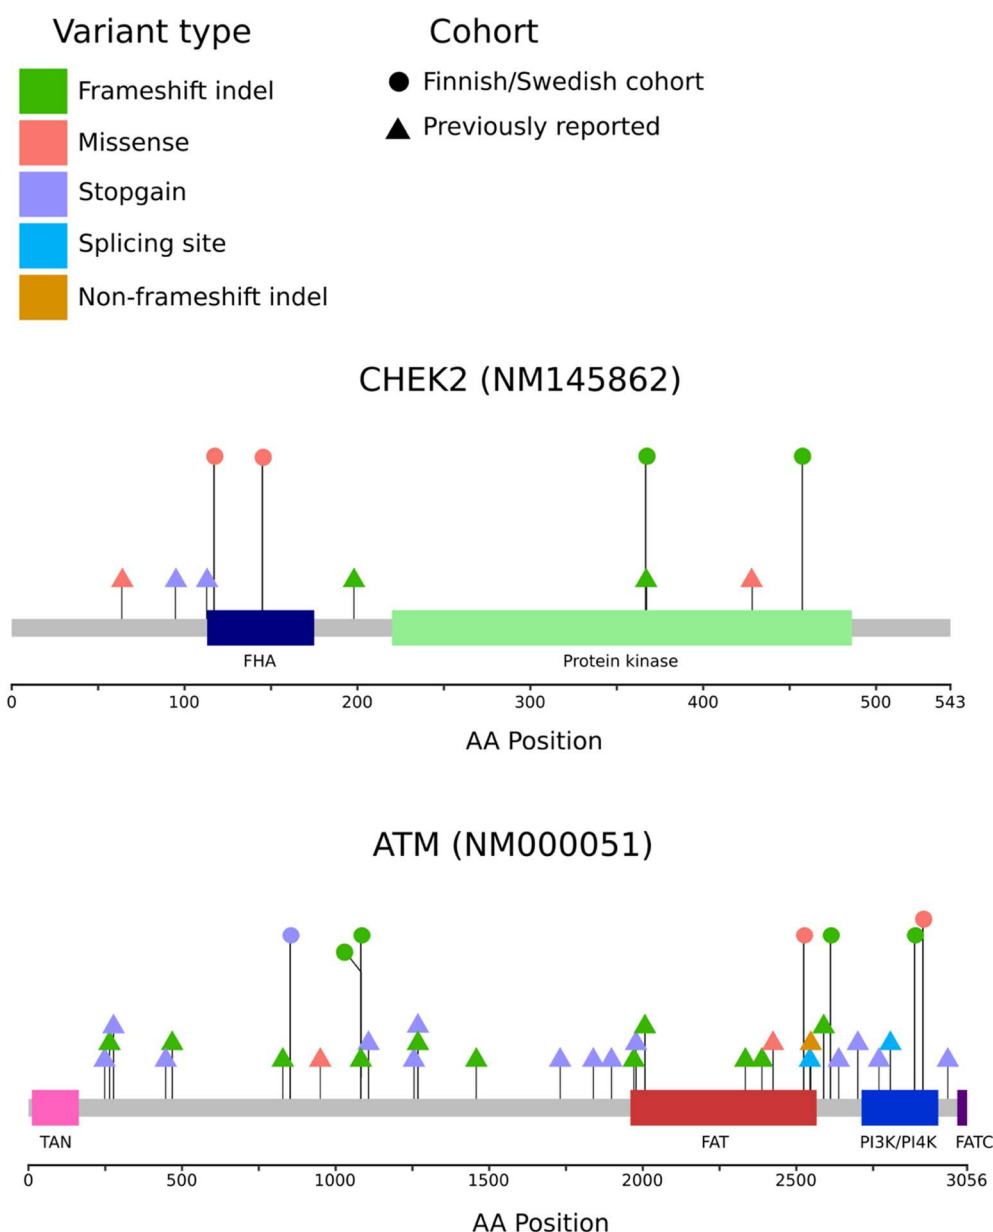 Variant type
Frameshift indel
Missense
Stopgain
Splicing site
Non-frameshift indel
Cohort
Finnish/Swedish cohort
Previously reported
CHEK2 (NM145862)
FHA
Protein kinase
0 100 200 300 400 500 543
AA Position
ATM (NM000051)
TAN FAT PI3K/PI4K FATC
0 500 1000 1500 2000 2500 3056
AA Position